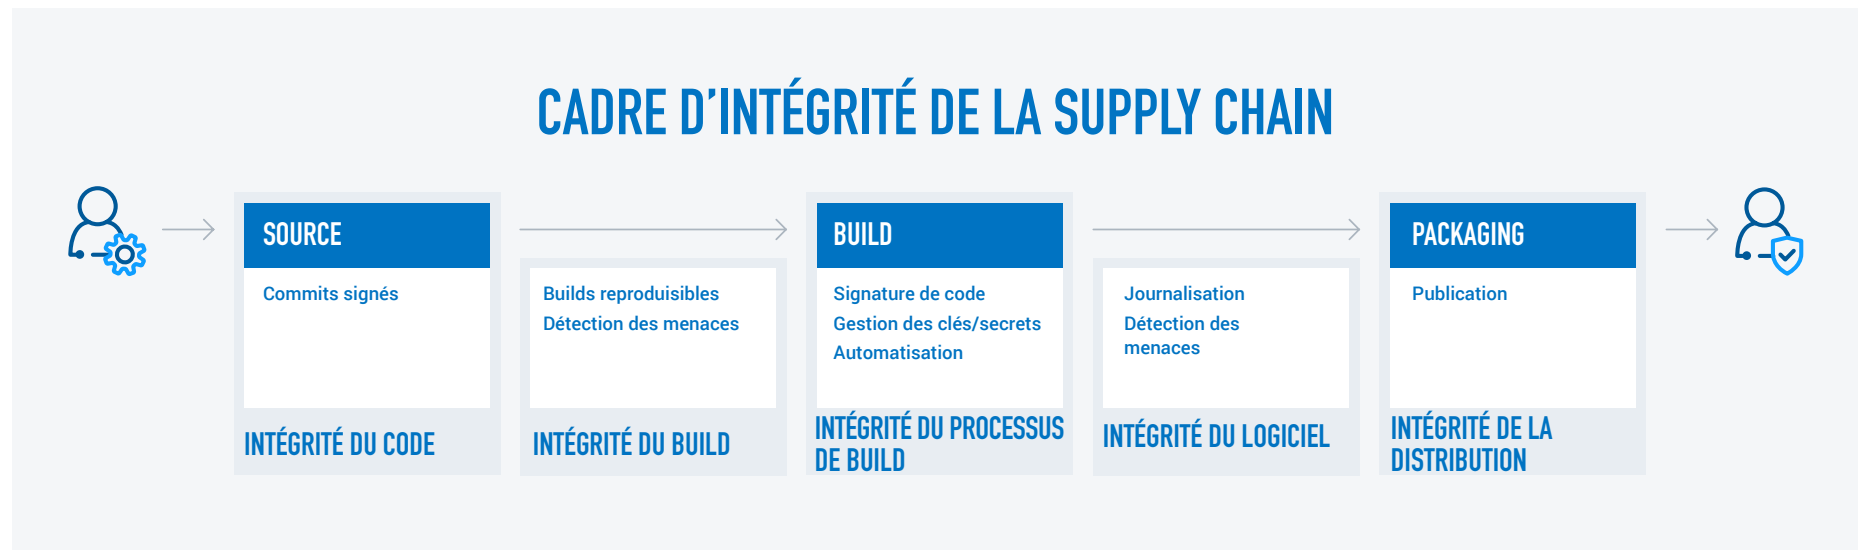 CADRE D'INTÉGRITÉ DE LA SUPPLY CHAIN
SOURCE
Commits signés
INTÉGRITÉ DU CODE
Builds reproduisibles
Détection des menaces
INTÉGRITÉ DU BUILD
BUILD
Signature de code
Gestion des clés/secrets
Automatisation
INTÉGRITÉ DU PROCESSUS
DE BUILD
Journalisation
Détection des
menaces
INTÉGRITÉ DU LOGICIEL
PACKAGING
Publication
INTÉGRITÉ DE LA
DISTRIBUTION